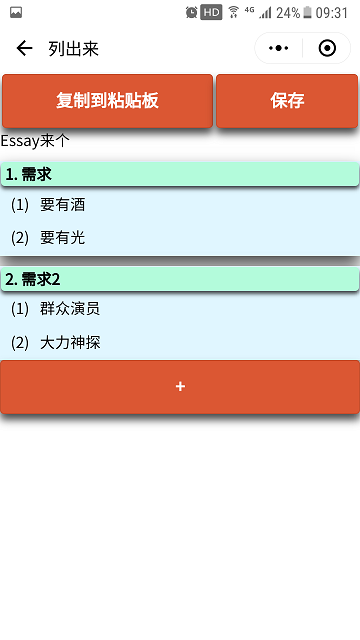 HD 4G 24% 09:31
列出来
复制到粘贴板 保存
Essay来个
1. 需求
(1) 要有酒
(2) 要有光
2. 需求2
(1) 群众演员
(2) 大力神探
+